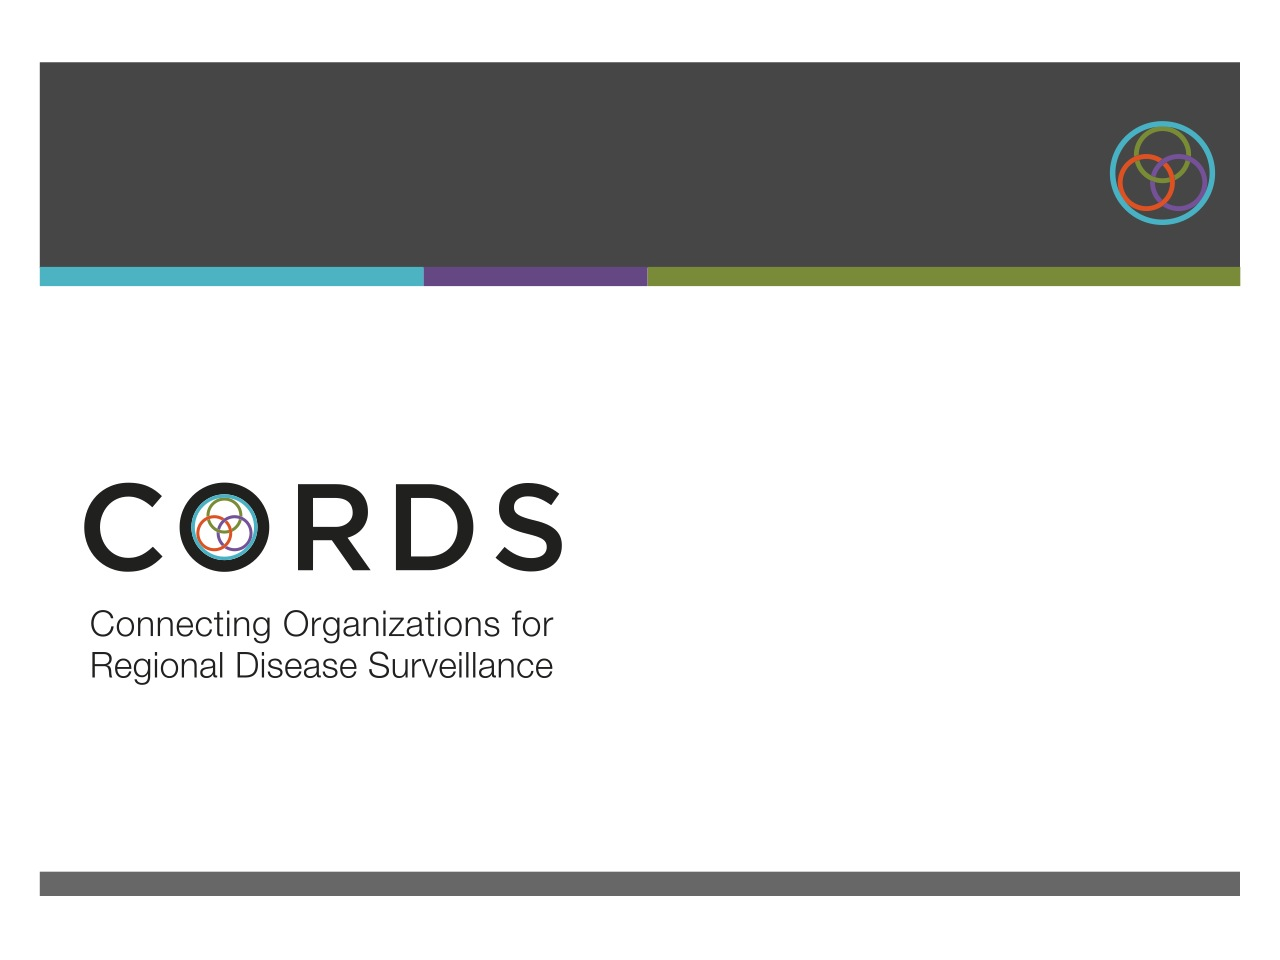 CORDS
Connecting Organizations for
Regional Disease Surveillance